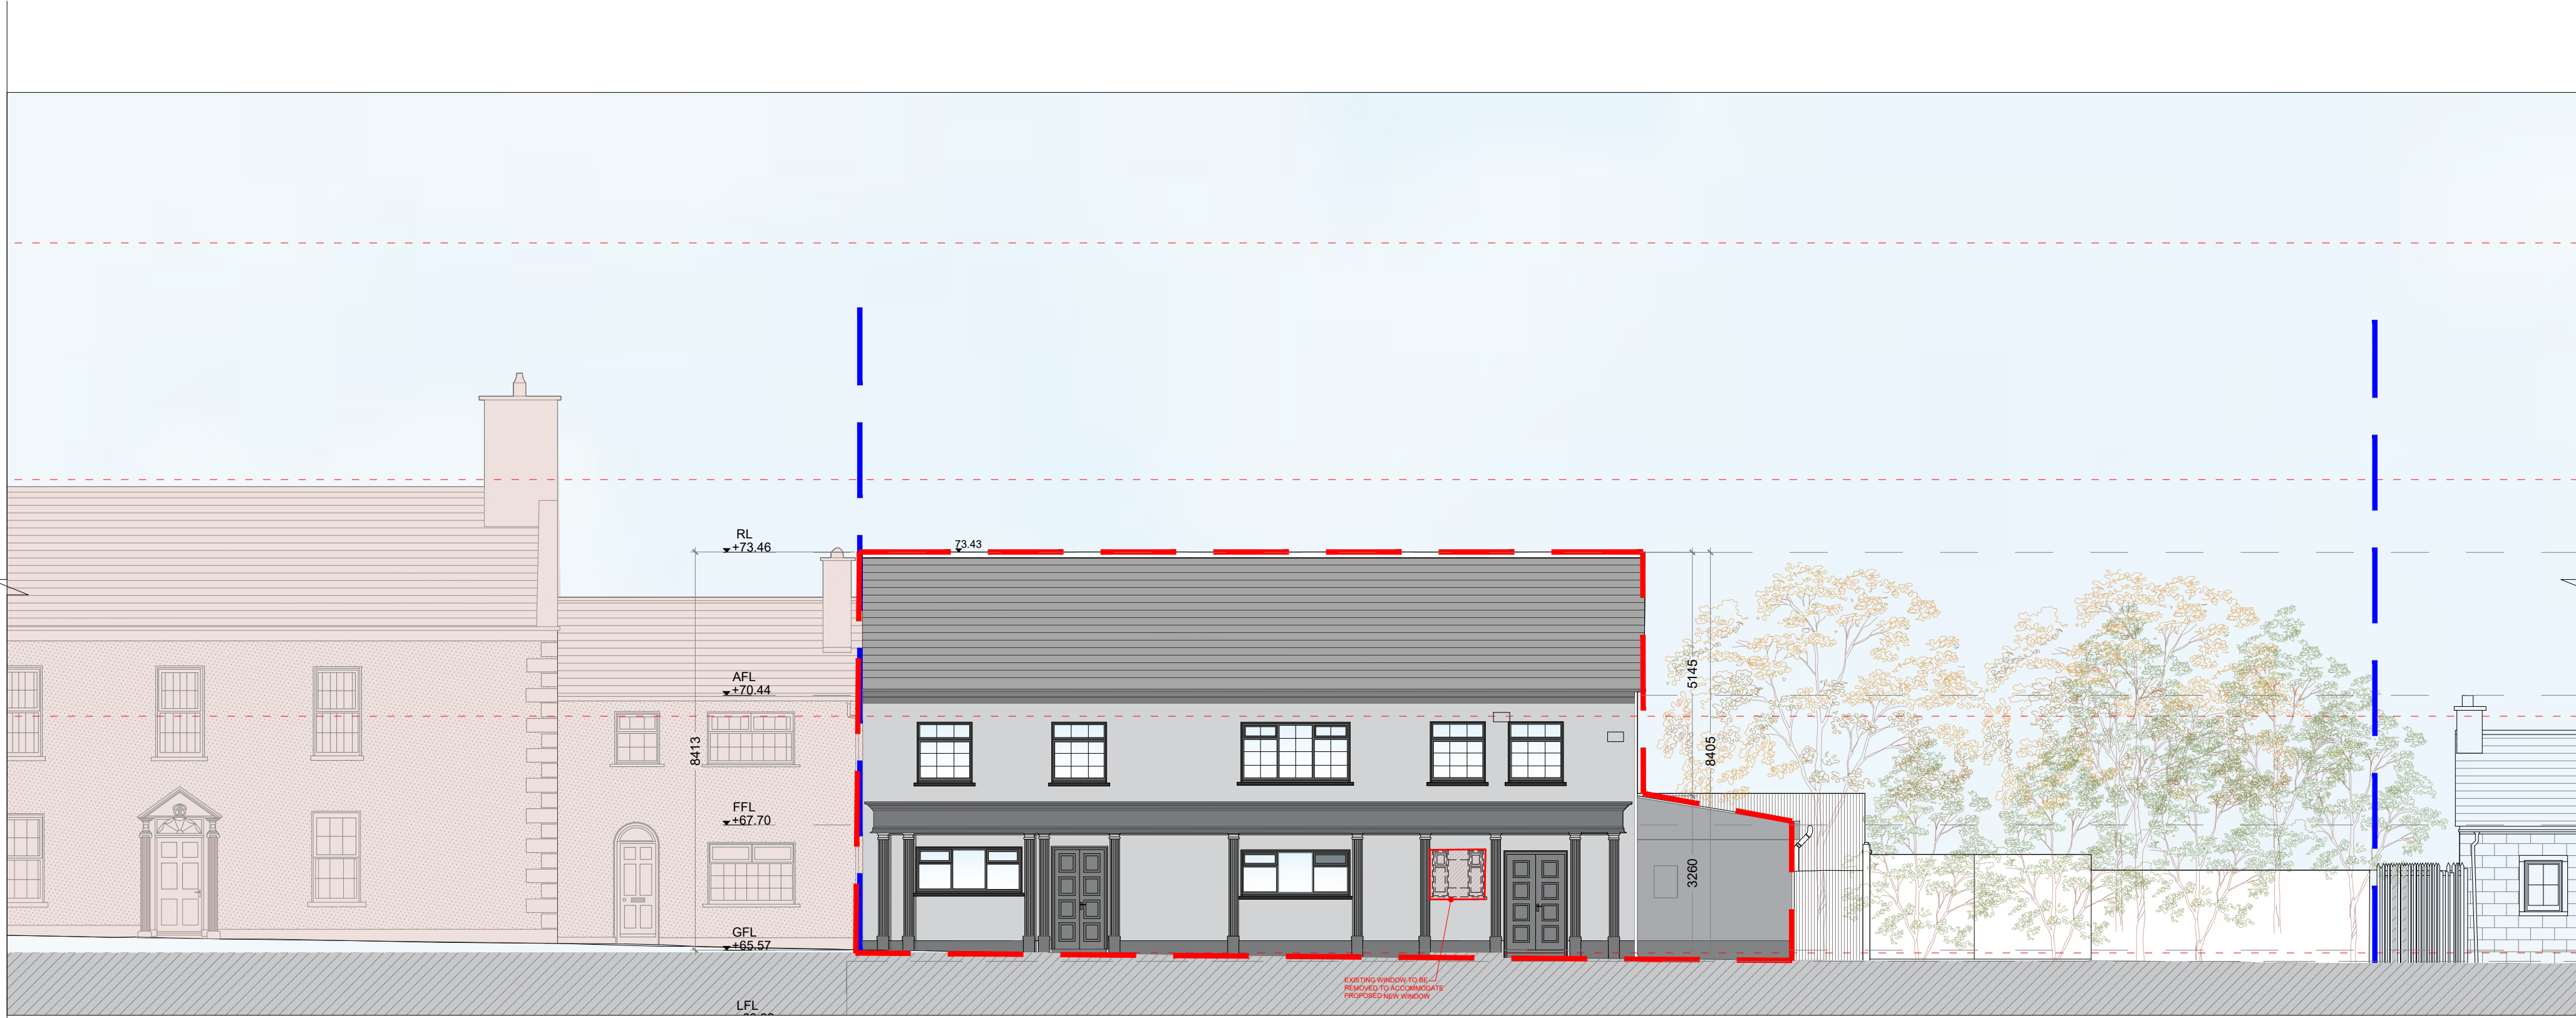 RL
+73.46
73.43
AFL
+70.44
5145
8413
8405
FFL
+67.70
3260
GFL
+65.57
EXISTING WINDOW TO BE
REMOVED TO ACCOMMODATE
PROPOSED NEW WINDOW
LFL